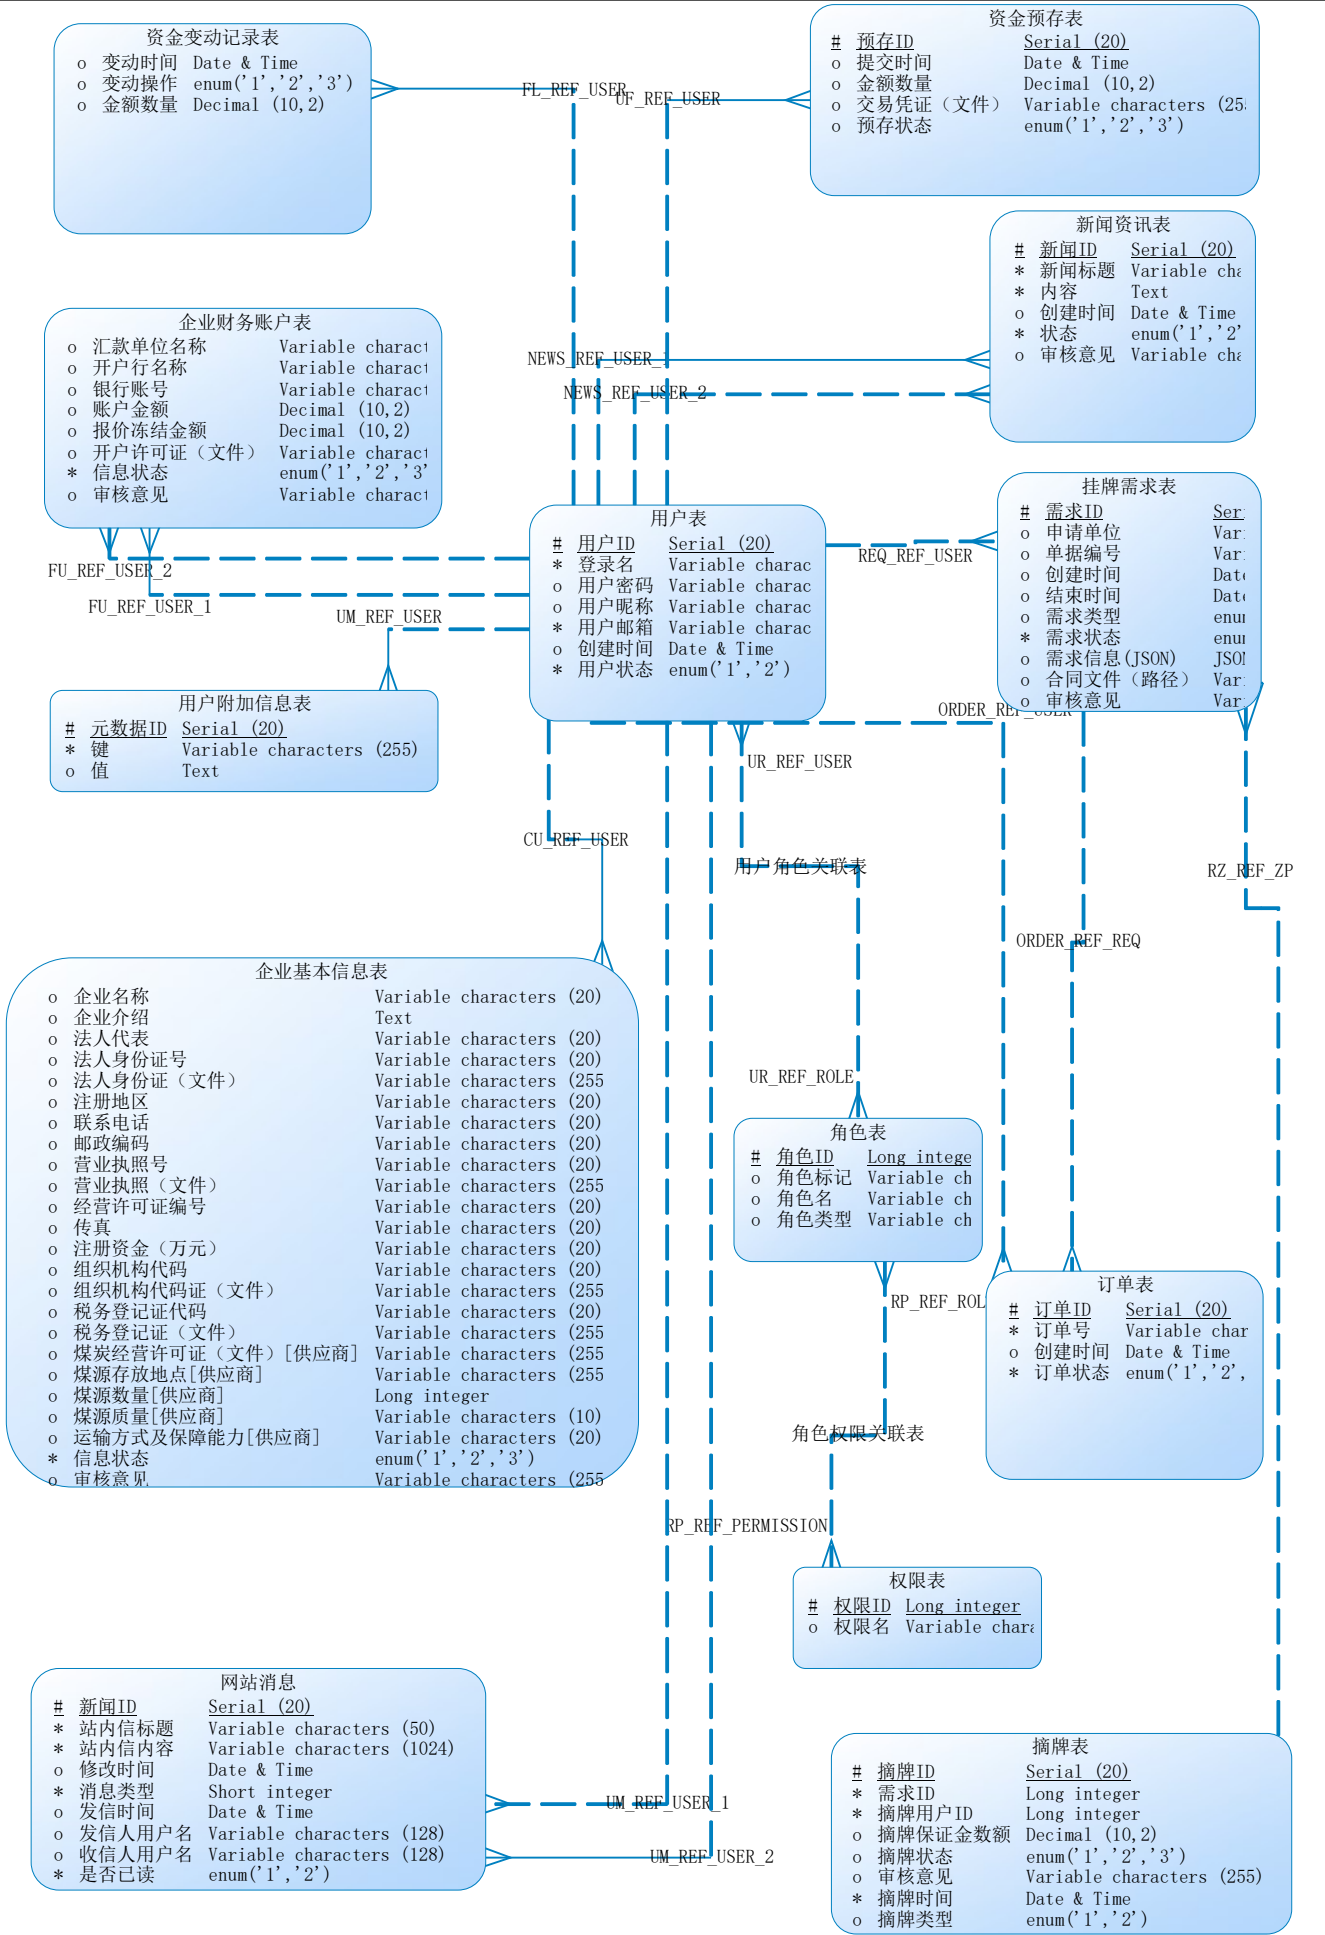 资金变动记录表
o 变动时间 Date & Time
o 变动操作 enum('1','2','3')
o 金额数量 Decimal (10,2)
资金预存表
# 预存ID Serial (20)
o 提交时间 Date & Time
o 金额数量 Decimal (10,2)
o 交易凭证（文件） Variable characters (25
o 预存状态 enum('1','2','3')
FL_REF_USER
UF_REF_USER
新闻资讯表
# 新闻ID Serial (20)
* 新闻标题 Variable cha
* 内容 Text
o 创建时间 Date & Time
* 状态 enum('1','2'
o 审核意见 Variable cha
企业财务账户表
o 汇款单位名称 Variable charact
o 开户行名称 Variable charact
o 银行账号 Variable charact
o 账户金额 Decimal (10,2)
o 报价冻结金额 Decimal (10,2)
o 开户许可证（文件） Variable charact
* 信息状态 enum('1','2','3'
o 审核意见 Variable charact
NEWS_REF_USER_1
NEWS_REF_USER_2
用户表
# 用户ID Serial (20)
* 登录名 Variable charac
o 用户密码 Variable charac
o 用户昵称 Variable charac
* 用户邮箱 Variable charac
o 创建时间 Date & Time
* 用户状态 enum('1','2')
挂牌需求表
# 需求ID Ser
o 申请单位 Var
o 单据编号 Var
o 创建时间 Date
o 结束时间 Date
o 需求类型 enum
* 需求状态 enum
o 需求信息(JSON) JSON
o 合同文件（路径） Var
o 审核意见 Var
REQ_REF_USER
FU_REF_USER_2
FU_REF_USER_1
UM_REF_USER
用户附加信息表
# 元数据ID Serial (20)
* 键 Variable characters (255)
o 值 Text
ORDER_REF_USER
UR_REF_USER
CU_REF_USER
用户角色关联表
RZ_REF_ZP
ORDER_REF_REQ
企业基本信息表
o 企业名称 Variable characters (20)
o 企业介绍 Text
o 法人代表 Variable characters (20)
o 法人身份证号 Variable characters (20)
o 法人身份证（文件） Variable characters (255
o 注册地区 Variable characters (20)
o 联系电话 Variable characters (20)
o 邮政编码 Variable characters (20)
o 营业执照号 Variable characters (20)
o 营业执照（文件） Variable characters (255
o 经营许可证编号 Variable characters (20)
o 传真 Variable characters (20)
o 注册资金（万元） Variable characters (20)
o 组织机构代码 Variable characters (20)
o 组织机构代码证（文件） Variable characters (255
o 税务登记证代码 Variable characters (20)
o 税务登记证（文件） Variable characters (255
o 煤炭经营许可证（文件）[供应商] Variable characters (255
o 煤源存放地点[供应商] Variable characters (255
o 煤源数量[供应商] Long integer
o 煤源质量[供应商] Variable characters (10)
o 运输方式及保障能力[供应商] Variable characters (20)
* 信息状态 enum('1','2','3')
o 审核意见 Variable characters (255
UR_REF_ROLE
角色表
# 角色ID Long intege
o 角色标记 Variable ch
o 角色名 Variable ch
o 角色类型 Variable ch
RP_REF_ROL
订单表
# 订单ID Serial (20)
* 订单号 Variable char
o 创建时间 Date & Time
* 订单状态 enum('1','2',
角色权限关联表
RP_REF_PERMISSION
权限表
# 权限ID Long integer
o 权限名 Variable chara
网站消息
# 新闻ID Serial (20)
* 站内信标题 Variable characters (50)
* 站内信内容 Variable characters (1024)
o 修改时间 Date & Time
* 消息类型 Short integer
o 发信时间 Date & Time
o 发信人用户名 Variable characters (128)
o 收信人用户名 Variable characters (128)
* 是否已读 enum('1','2')
UM_REF_USER_1
UM_REF_USER_2
摘牌表
# 摘牌ID Serial (20)
* 需求ID Long integer
* 摘牌用户ID Long integer
o 摘牌保证金数额 Decimal (10,2)
o 摘牌状态 enum('1','2','3')
o 审核意见 Variable characters (255)
* 摘牌时间 Date & Time
o 摘牌类型 enum('1','2')